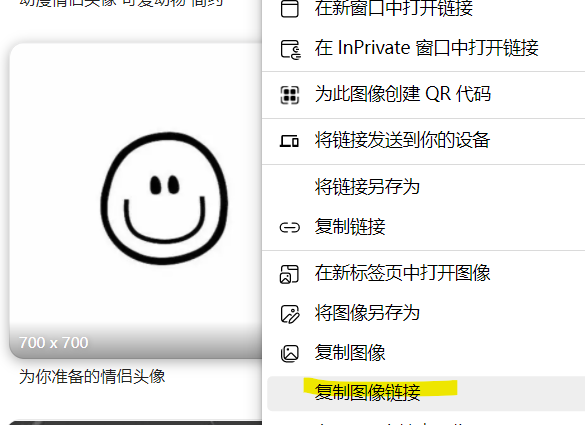 动漫情侣头像 可爱动物 简约
700 x 700
为你准备的情侣头像
在新窗口中打开链接
在 InPrivate 窗口中打开链接
为此图像创建 QR 代码
将链接发送到你的设备
将链接另存为
复制链接
在新标签页中打开图像
将图像另存为
复制图像
复制图像链接